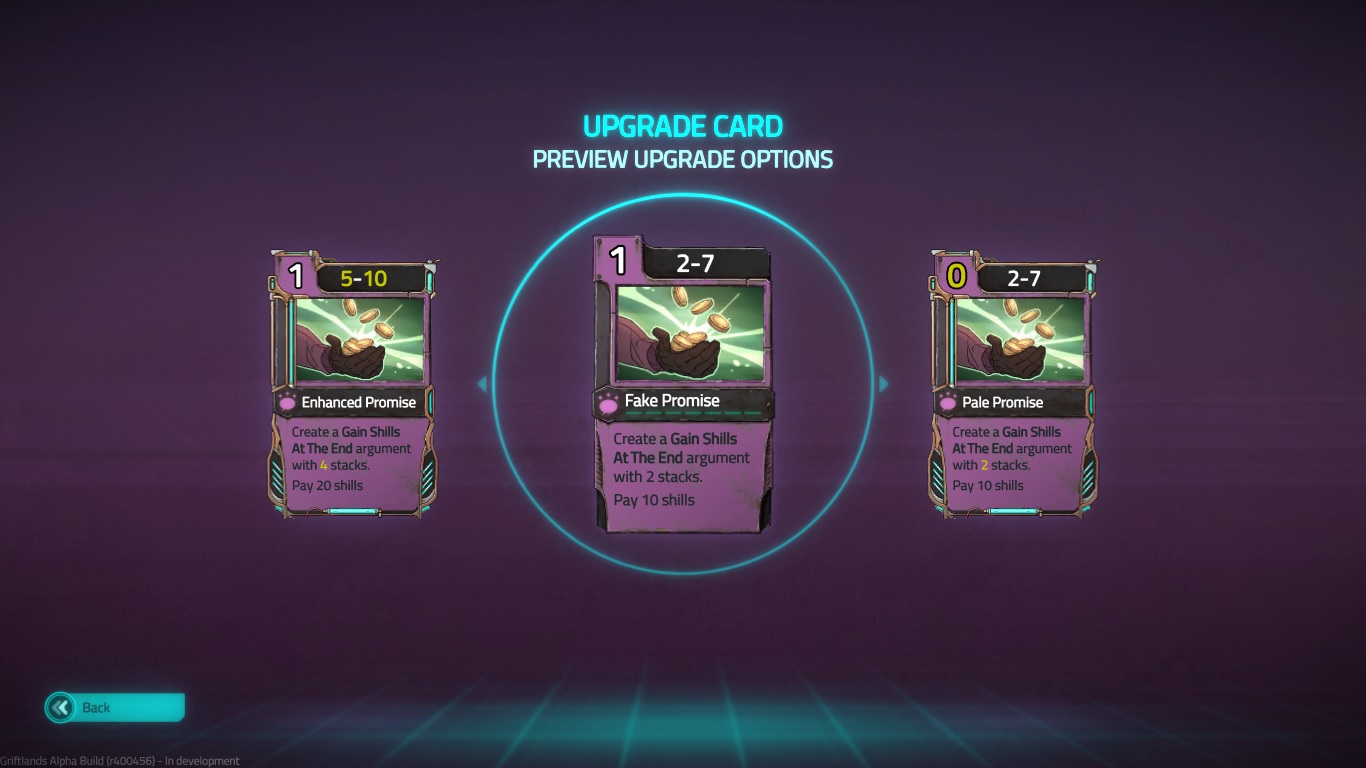 UPGRADE CARD
PREVIEW UPGRADE OPTIONS
1
5-10
Enhanced Promise
Create a Gain Shills
At The End argument
with 4 stacks.
Pay 20 shills
1
2-7
Fake Promise
Create a Gain Shills
At The End argument
with 2 stacks.
Pay 10 shills
0
2-7
Pale Promise
Create a Gain Shills
At The End argument
with 2 stacks.
Pay 10 shills
Back
Griftlands Alpha Build (r400456) - In development